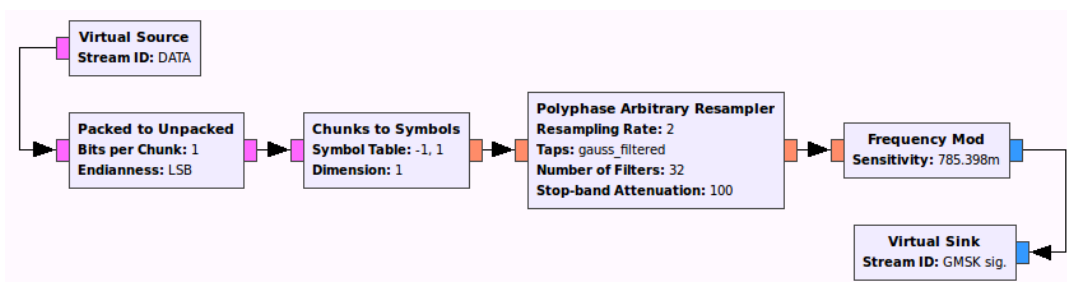 Virtual Source
Stream ID: DATA
Packed to Unpacked
Bits per Chunk: 1
Endianness: LSB
Chunks to Symbols
Symbol Table: -1, 1
Dimension: 1
Polyphase Arbitrary Resampler
Resampling Rate: 2
Taps: gauss_filtered
Number of Filters: 32
Stop-band Attenuation: 100
Frequency Mod
Sensitivity: 785.398m
Virtual Sink
Stream ID: GMSK sig.